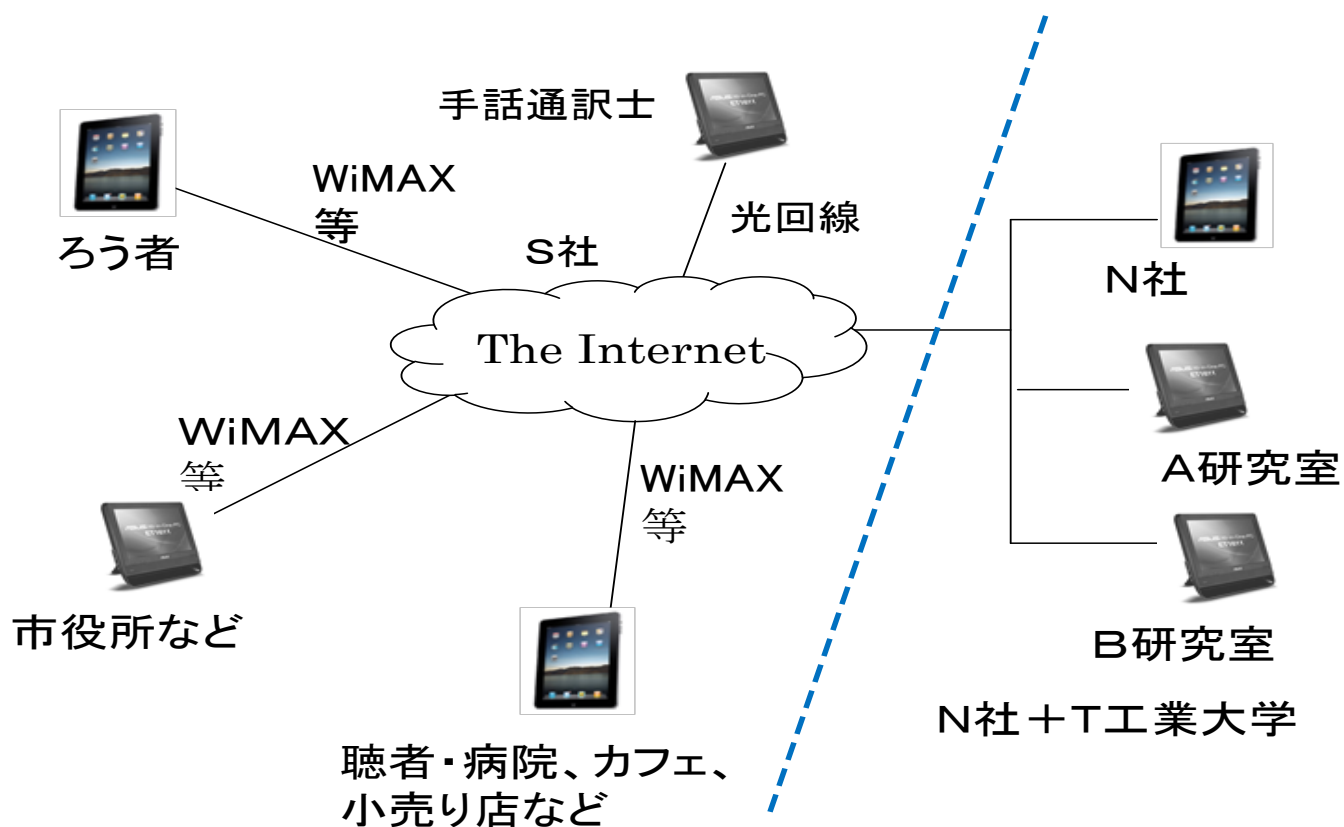 手話通訳士
WiMAX
等
光回線
ろう者
S社
N社
The Internet
WiMAX
等
WiMAX
等
A研究室
市役所など
B研究室
N社+T工業大学
聴者・病院、カフェ、
小売り店など